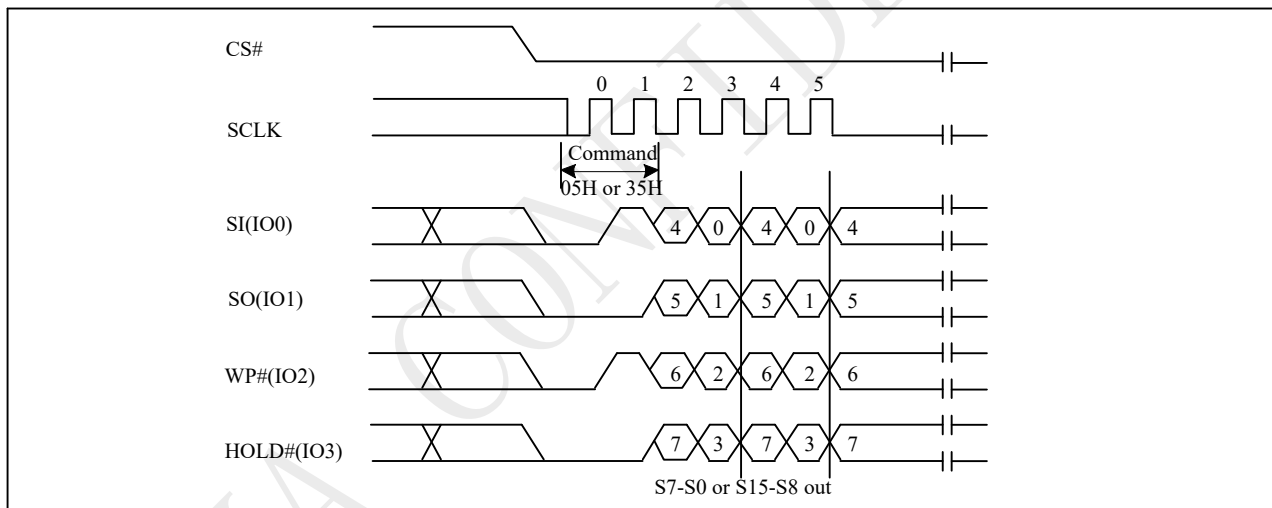 CS#
0 1 2 3 4 5
SCLK
Command
05H or 35H
SI(IO0) 4 0 4 0 4
SO(IO1) 5 1 5 1 5
WP#(IO2) 6 2 6 2 6
HOLD#(IO3) 7 3 7 3 7
S7-S0 or S15-S8 out